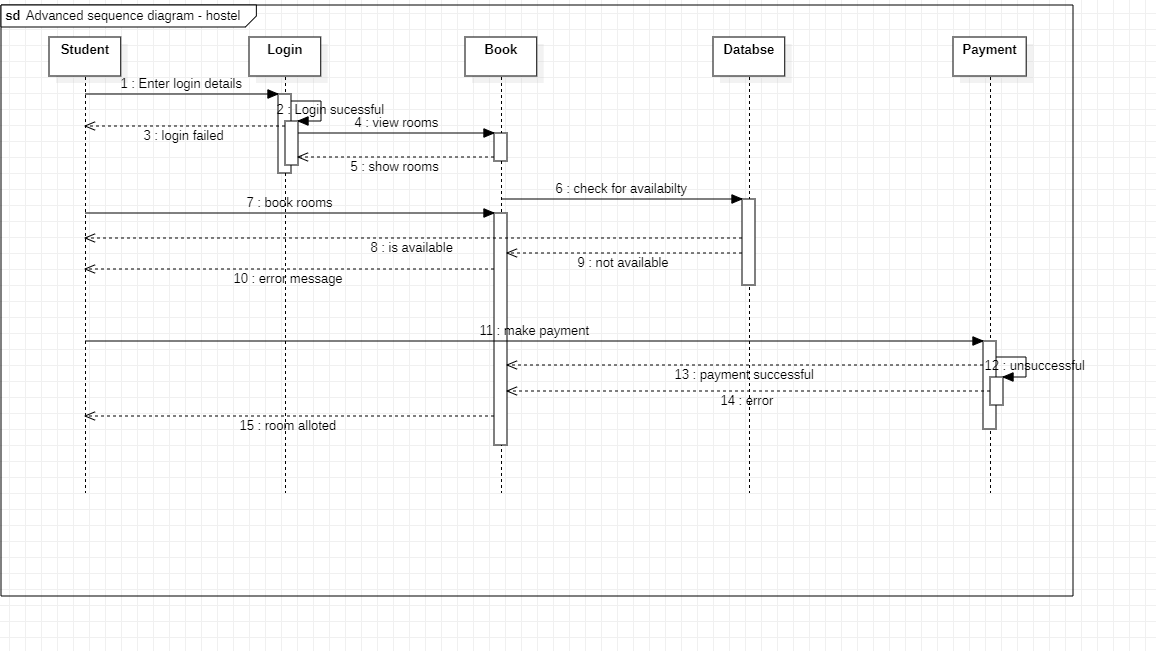 sd Advanced sequence diagram - hostel
Student
Login
Book
Databse
Payment
1 : Enter login details
2 : Login sucessful
3 : login failed
4 : view rooms
5 : show rooms
6 : check for availabilty
7 : book rooms
8 : is available
9 : not available
10 : error message
11 : make payment
12 : unsuccessful
13 : payment successful
14 : error
15 : room alloted